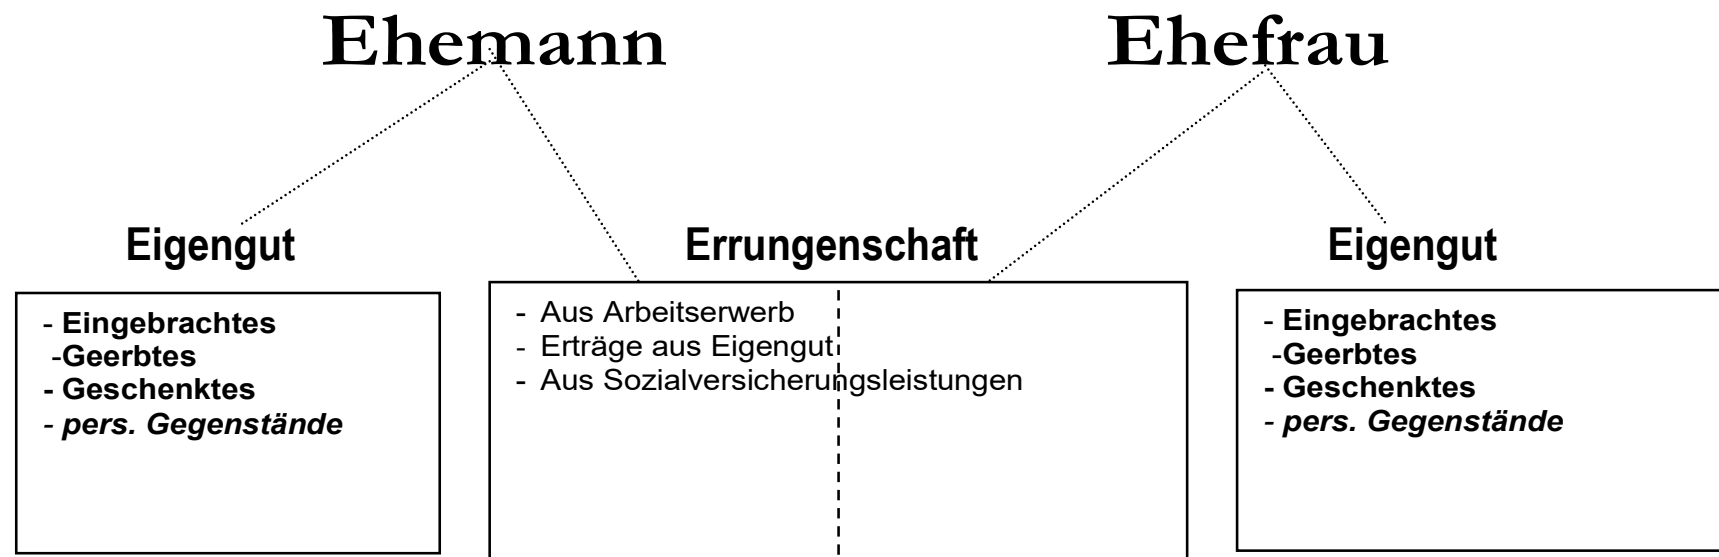 Ehemann
Ehefrau
Eigengut
Errungenschaft
Eigengut
- Eingebrachtes
-Geerbtes
- Geschenktes
- pers. Gegenstände
- Aus Arbeitserwerb
- Erträge aus Eigengut
- Aus Sozialversicherungsleistungen
- Eingebrachtes
-Geerbtes
- Geschenktes
- pers. Gegenstände